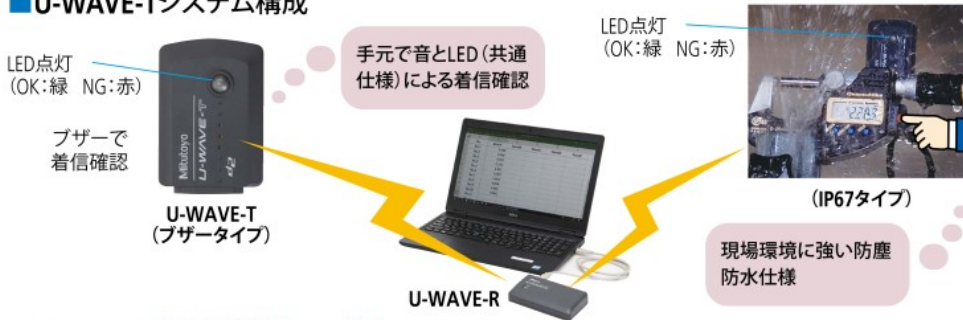 ■U-WAVE-Tシステム構成
LED点灯
（OK：緑 NG：赤）
ブザーで
着信確認
Mitutoyo
U-WAVE-T
U-WAVE-T
（ブザータイプ）
手元で音とLED（共通
仕様）による着信確認
U-WAVE-R
LED点灯
（OK：緑 NG：赤）
（IP67タイプ）
現場環境に強い防塵
防水仕様